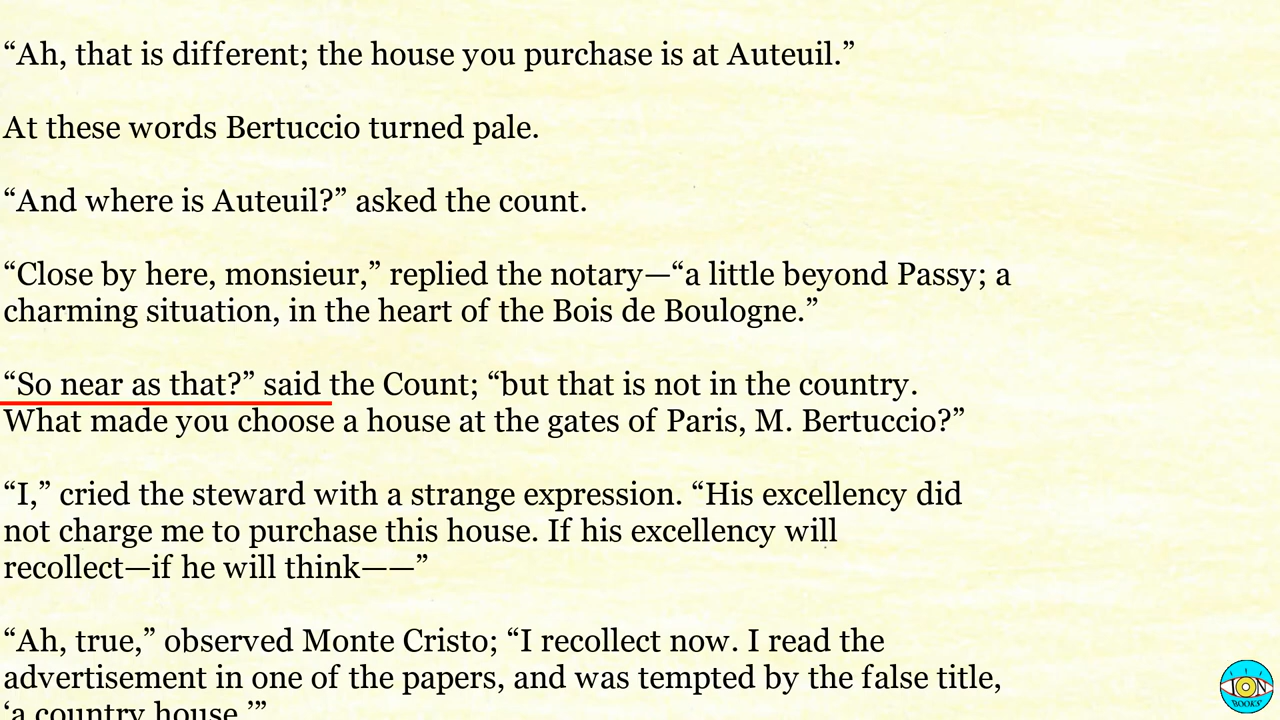 “Ah, that is different; the house you purchase is at Auteuil.”
At these words Bertuccio turned pale.
“And where is Auteuil?” asked the count.
“Close by here, monsieur,” replied the notary—“a little beyond Passy; a
charming situation, in the heart of the Bois de Boulogne.”
“So near as that?” said the Count; “but that is not in the country.
What made you choose a house at the gates of Paris, M. Bertuccio?”
“I,” cried the steward with a strange expression. “His excellency did
not charge me to purchase this house. If his excellency will
recollect—if he will think——”
“Ah, true,” observed Monte Cristo; “I recollect now. I read the
advertisement in one of the papers, and was tempted by the false title,
‘a country house.’”
ION
BOOKS